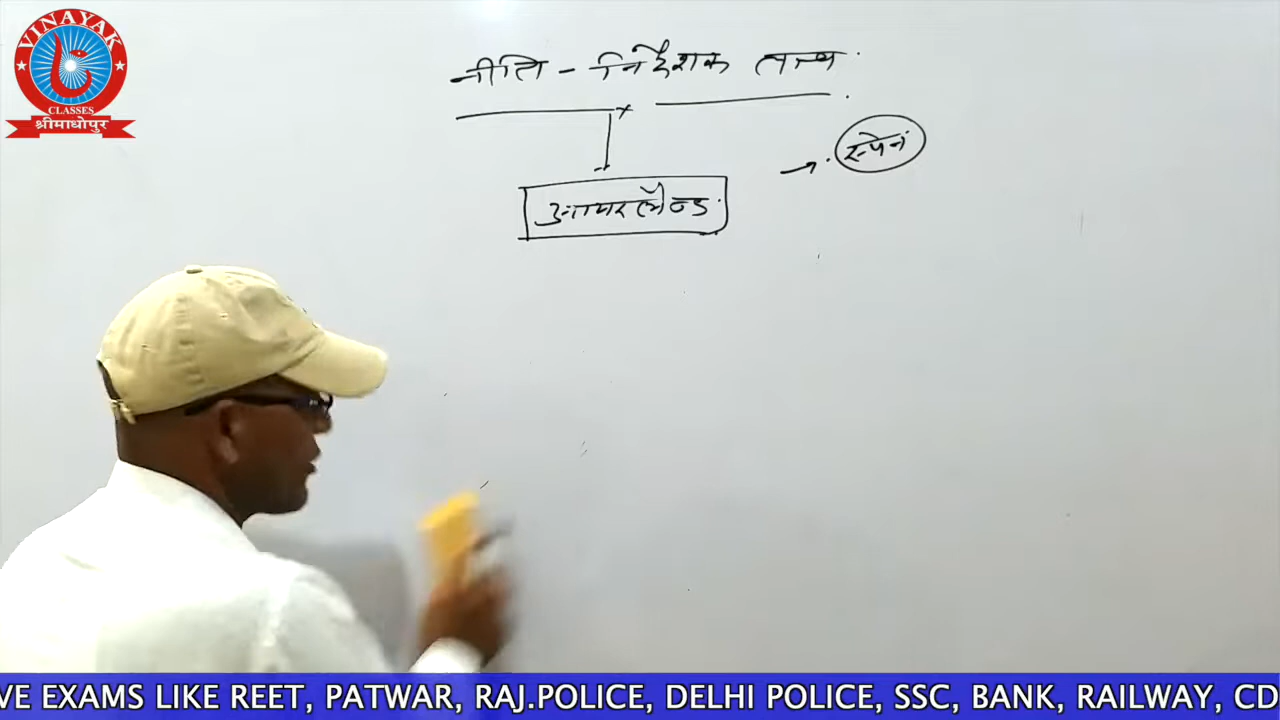 VINAYAK
CLASSES
श्रीमाधोपुर
नीति - निर्देशक तत्व
स्पेन
आयरलैण्ड
VE EXAMS LIKE REET, PATWAR, RAJ.POLICE, DELHI POLICE, SSC, BANK, RAILWAY, CD